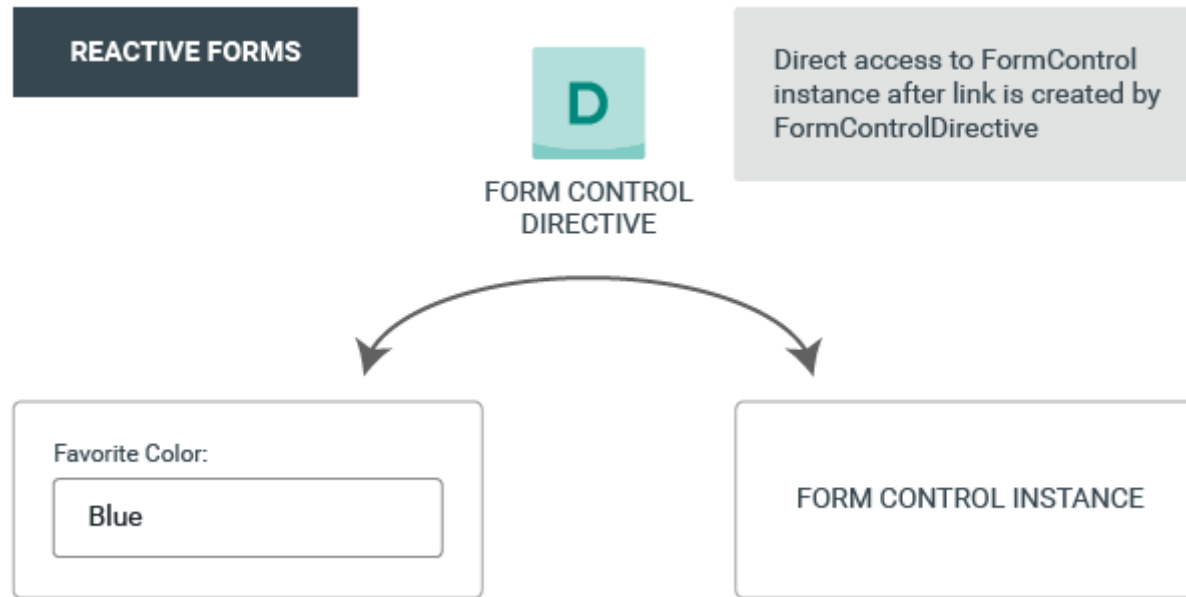 REACTIVE FORMS
D
FORM CONTROL
DIRECTIVE
Direct access to FormControl
instance after link is created by
FormControlDirective
Favorite Color:
Blue
FORM CONTROL INSTANCE